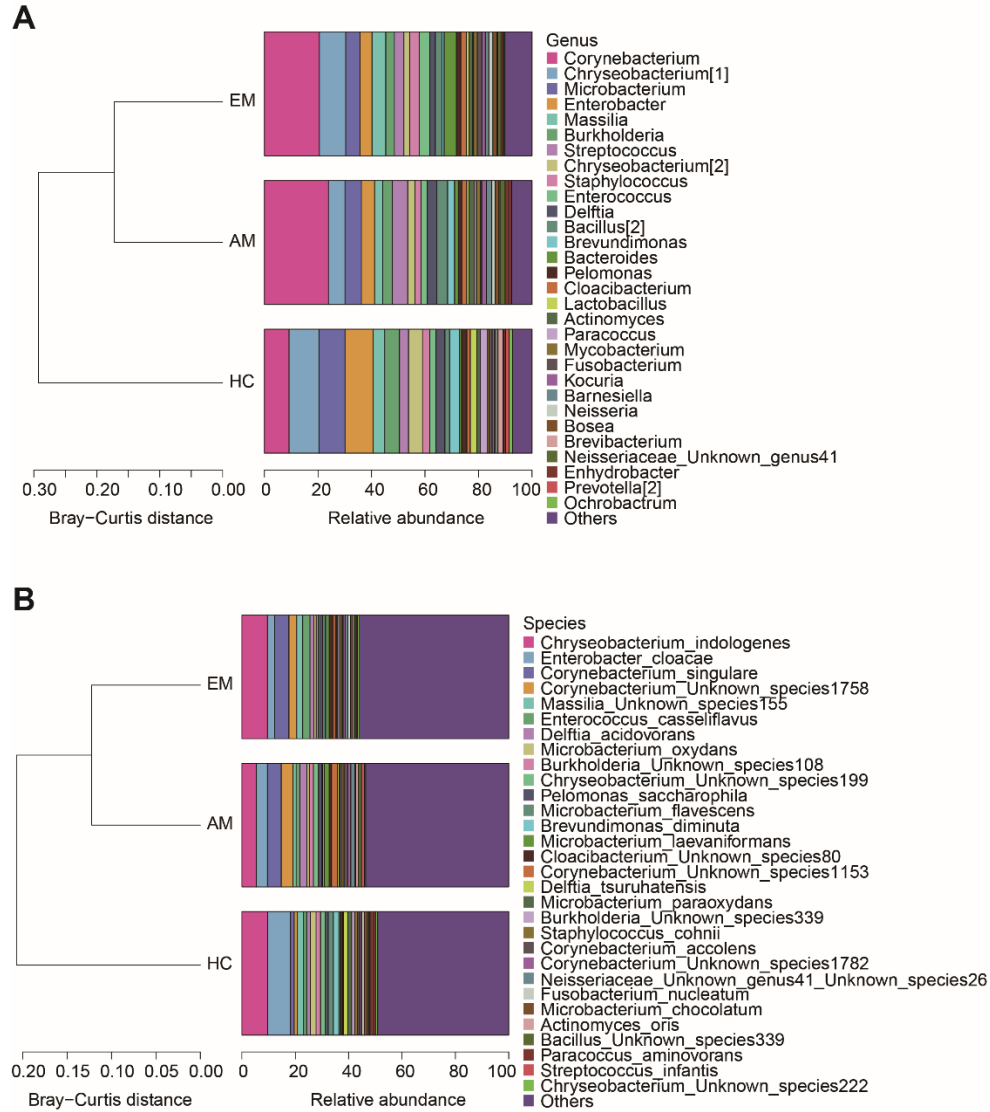 A
EM
AM
HC
0.30 0.20 0.10 0.00
Bray−Curtis distance
0 20 40 60 80 100
Relative abundance
Genus
Corynebacterium
Chryseobacterium[1]
Microbacterium
Enterobacter
Massilia
Burkholderia
Streptococcus
Chryseobacterium[2]
Staphylococcus
Enterococcus
Delftia
Bacillus[2]
Brevundimonas
Bacteroides
Pelomonas
Cloacibacterium
Lactobacillus
Actinomyces
Paracoccus
Mycobacterium
Fusobacterium
Kocuria
Barnesiella
Neisseria
Bosea
Brevibacterium
Neisseriaceae_Unknown_genus41
Enhydrobacter
Prevotella[2]
Ochrobactrum
Others
B
EM
AM
HC
0.20 0.15 0.10 0.05 0.00
Bray−Curtis distance
0 20 40 60 80 100
Relative abundance
Species
Chryseobacterium_indologenes
Enterobacter_cloacae
Corynebacterium_singulare
Corynebacterium_Unknown_species1758
Massilia_Unknown_species155
Enterococcus_casseliflavus
Delftia_acidovorans
Microbacterium_oxydans
Burkholderia_Unknown_species108
Chryseobacterium_Unknown_species199
Pelomonas_saccharophila
Microbacterium_flavescens
Brevundimonas_diminuta
Microbacterium_laevaniformans
Cloacibacterium_Unknown_species80
Corynebacterium_Unknown_species1153
Delftia_tsuruhatensis
Microbacterium_paraoxydans
Burkholderia_Unknown_species339
Staphylococcus_cohnii
Corynebacterium_accolens
Corynebacterium_Unknown_species1782
Neisseriaceae_Unknown_genus41_Unknown_species26
Fusobacterium_nucleatum
Microbacterium_chocolatum
Actinomyces_oris
Bacillus_Unknown_species339
Paracoccus_aminovorans
Streptococcus_infantis
Chryseobacterium_Unknown_species222
Others